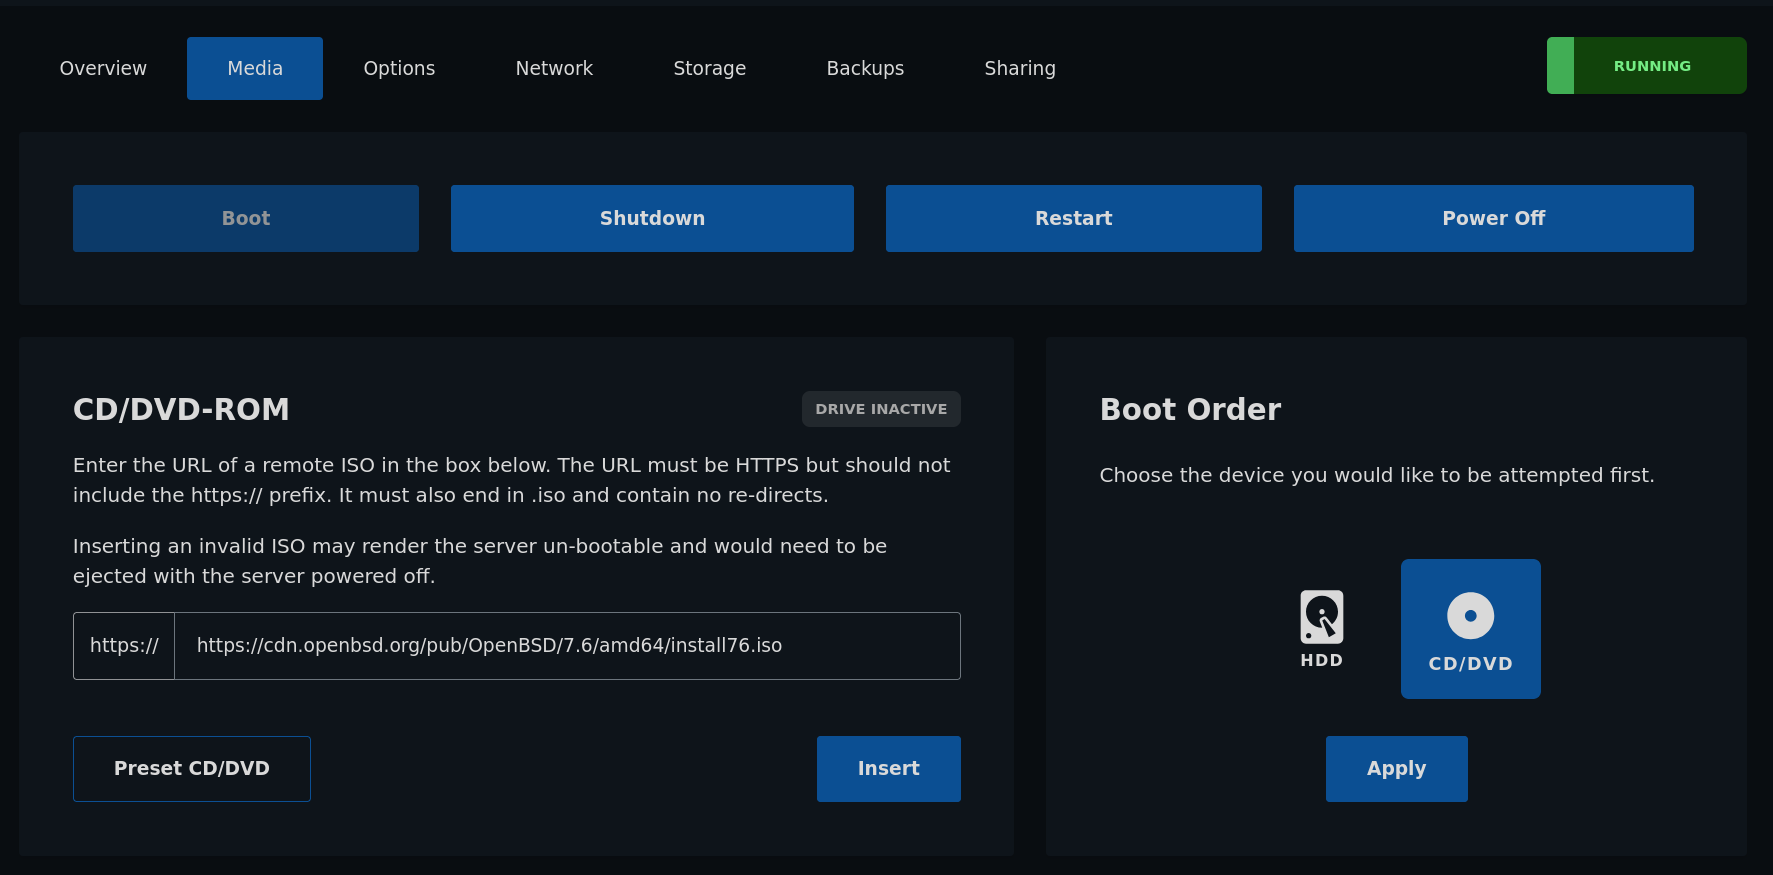 Overview Media Options Network Storage Backups Sharing RUNNING
Boot Shutdown Restart Power Off
CD/DVD-ROM DRIVE INACTIVE
Enter the URL of a remote ISO in the box below. The URL must be HTTPS but should not
include the https:// prefix. It must also end in .iso and contain no re-directs.
Inserting an invalid ISO may render the server un-bootable and would need to be
ejected with the server powered off.
https:// https://cdn.openbsd.org/pub/OpenBSD/7.6/amd64/install76.iso
Preset CD/DVD Insert
Boot Order
Choose the device you would like to be attempted first.
HDD CD/DVD
Apply